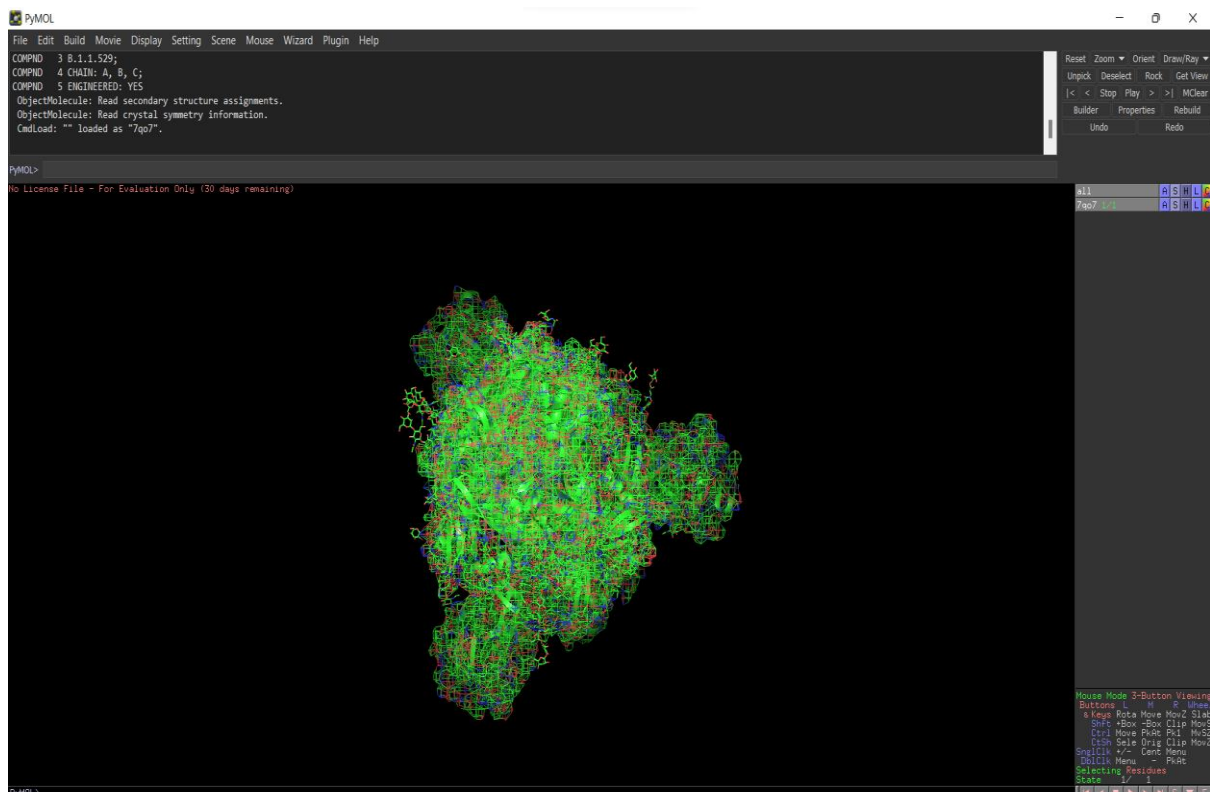 PyMOL
File Edit Build Movie Display Setting Scene Mouse Wizard Plugin Help
COMPND 3 B.1.1.529;
COMPND 4 CHAIN: A, B, C;
COMPND 5 ENGINEERED: YES
ObjectMolecule: Read secondary structure assignments.
ObjectMolecule: Read crystal symmetry information.
CmdLoad: "" loaded as "7qo7".
Reset Zoom Orient Draw/Ray
Unpick Deselect Rock Get View
|< < Stop Play > >| MClear
Builder Properties Rebuild
Undo Redo
PyMOL>
No License File - For Evaluation Only (30 days remaining)
all A S H L C
7qo7 1/1 A S H L C
Mouse Mode 3-Button Viewing
Buttons L M R Whee
& Keys Rota Move MovZ Slab
Shft +Box -Box Clip MovS
Ctrl Move PkAt Pk1 MvSZ
CtSh Sele Orig Clip MovZ
SnglClk +/- Cent Menu
DblClk Menu - PkAt
Selecting Residues
State 1/ 1
PyMOL>